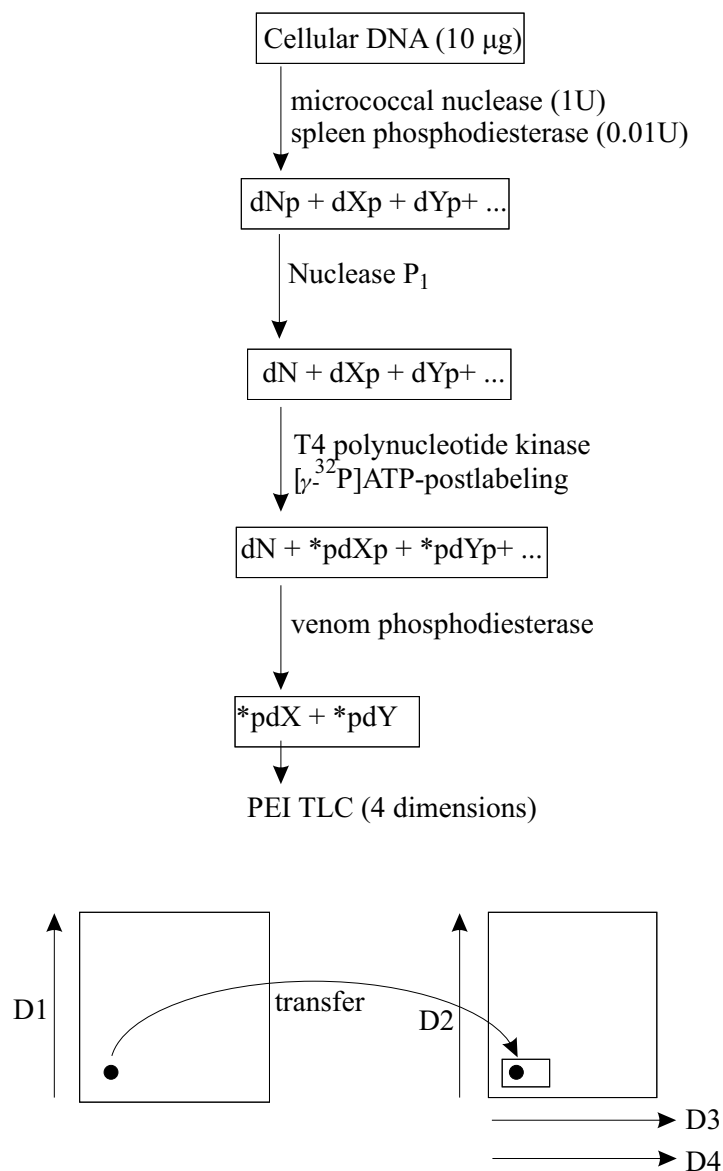 Cellular DNA (10 μg)
micrococcal nuclease (1U)
spleen phosphodiesterase (0.01U)
dNp + dXp + dYp+ ...
Nuclease P₁
dN + dXp + dYp+ ...
T4 polynucleotide kinase
[γ-³²P]ATP-postlabeling
dN + *pdXp + *pdYp+ ...
venom phosphodiesterase
*pdX + *pdY
PEI TLC (4 dimensions)
D1
transfer
D2
D3
D4